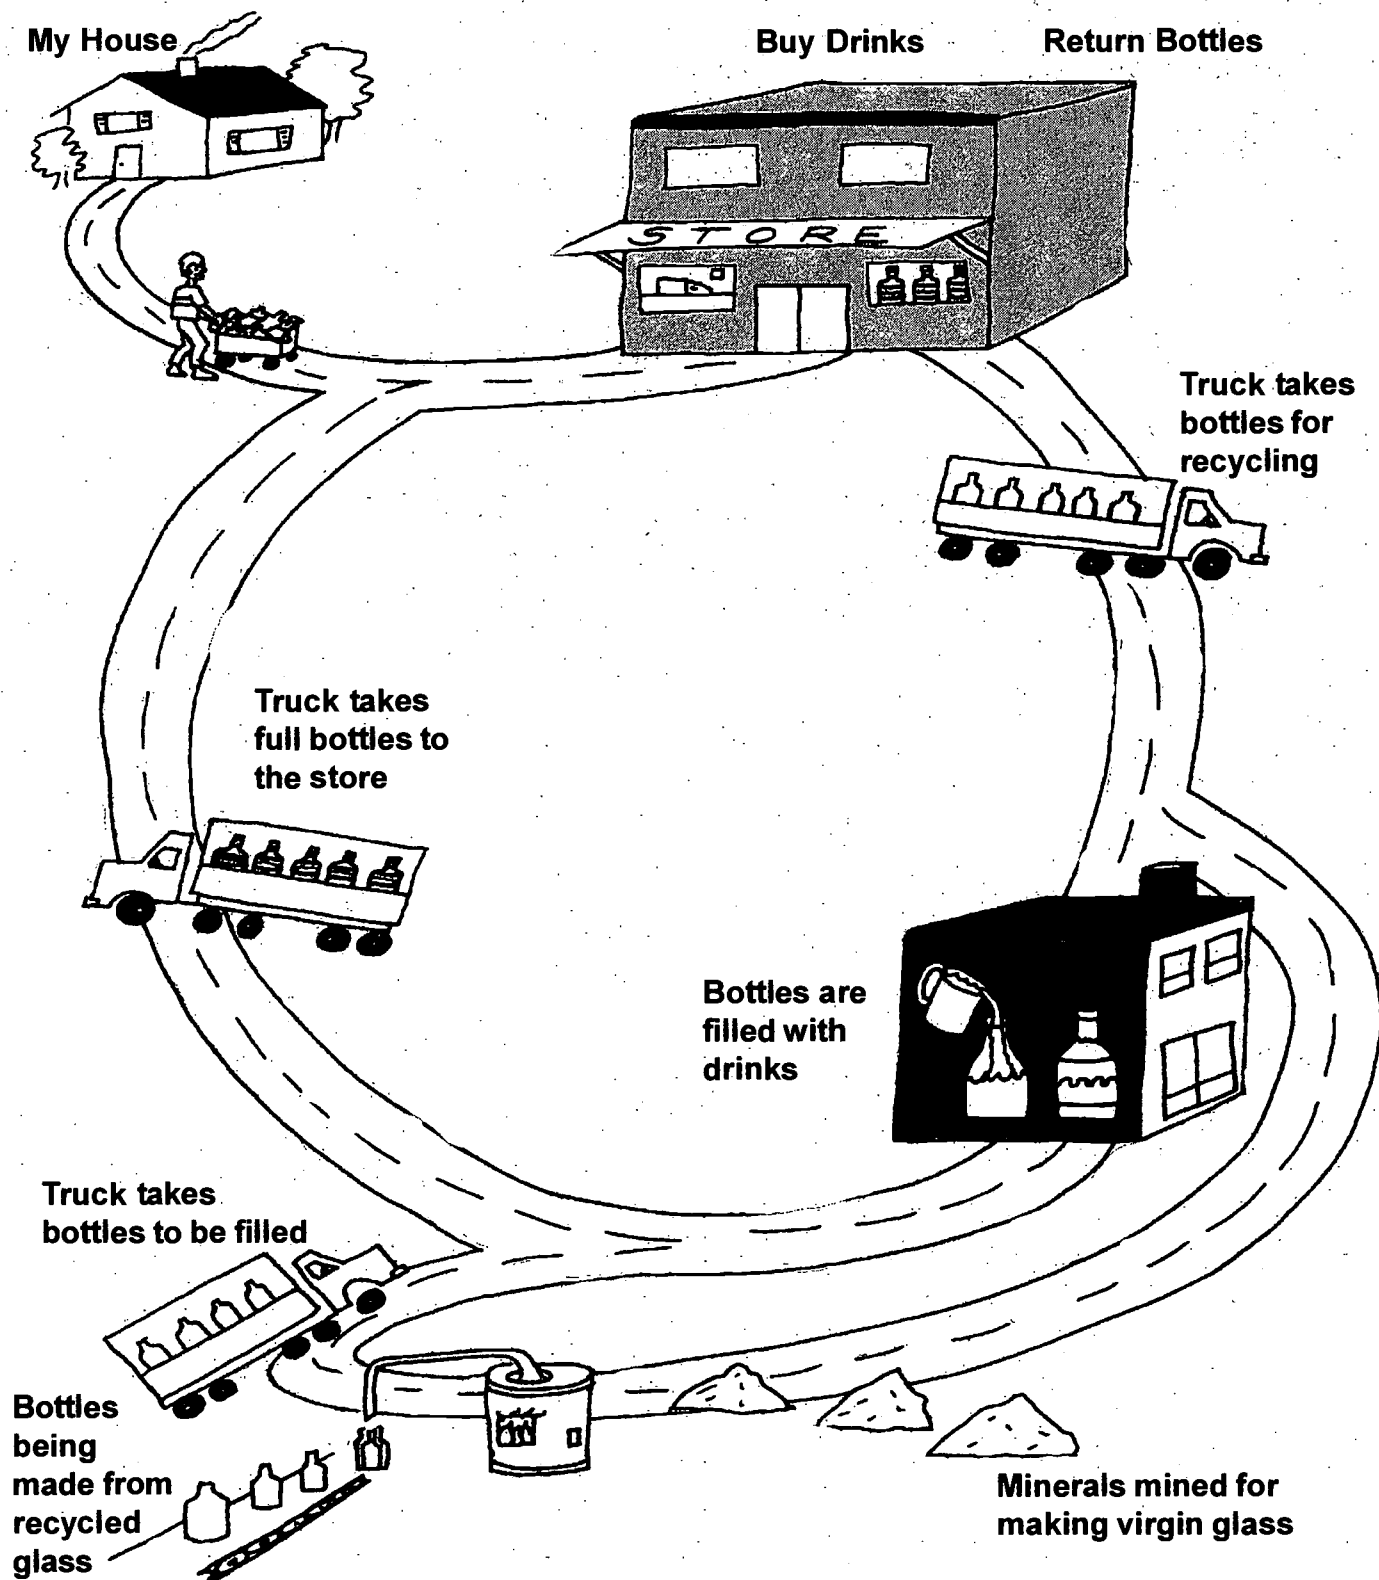 My House
Buy Drinks
Return Bottles
STORE
Truck takes
bottles for
recycling
Truck takes
full bottles to
the store
Bottles are
filled with
drinks
Truck takes
bottles to be filled
Bottles
being
made from
recycled
glass
Minerals mined for
making virgin glass